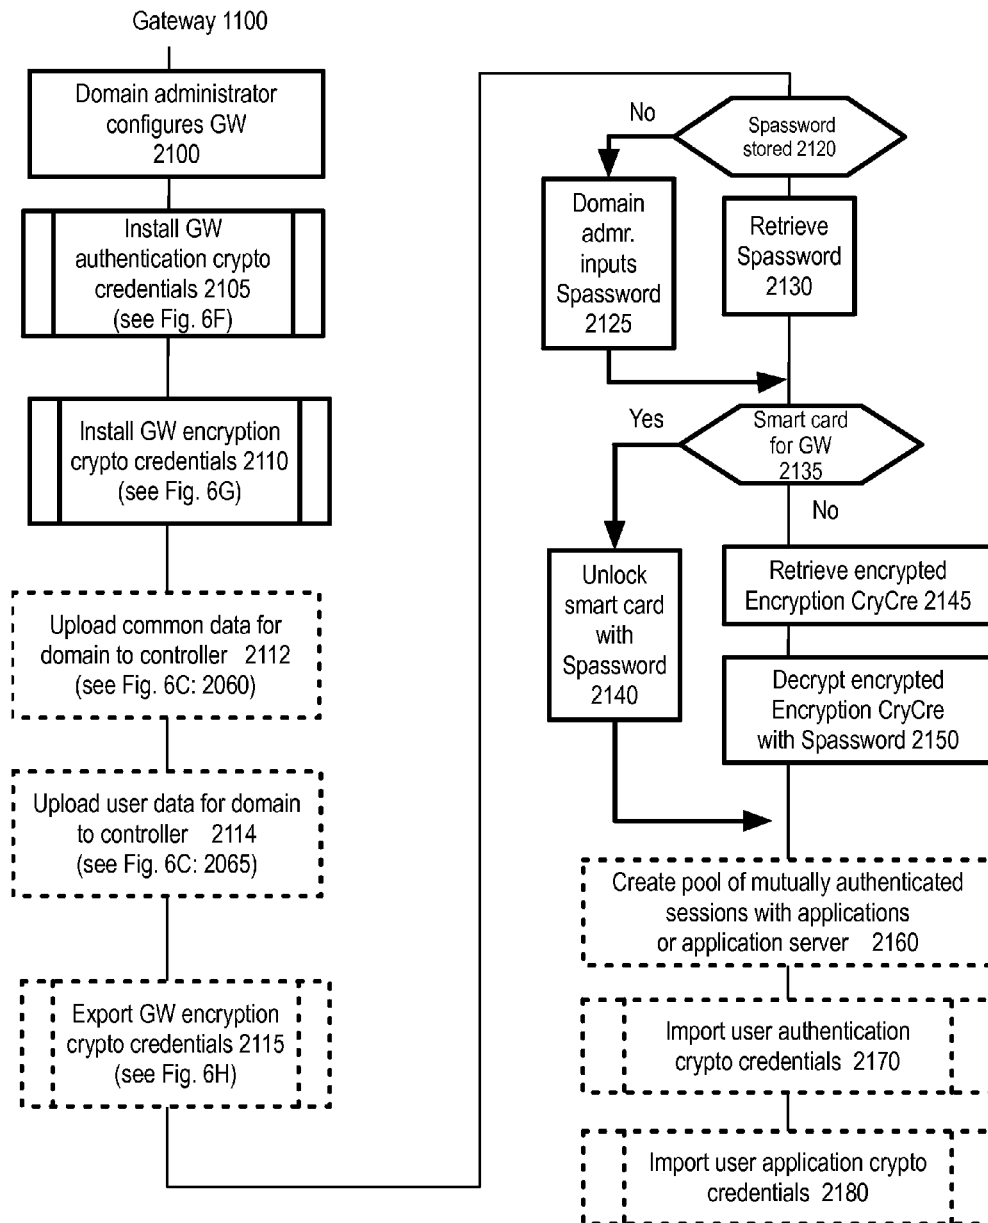 Gateway 1100
Domain administrator
configures GW
2100
Install GW
authentication crypto
credentials 2105
(see Fig. 6F)
Install GW encryption
crypto credentials 2110
(see Fig. 6G)
Upload common data for
domain to controller 2112
(see Fig. 6C: 2060)
Upload user data for domain
to controller 2114
(see Fig. 6C: 2065)
Export GW encryption
crypto credentials 2115
(see Fig. 6H)
Spassword
stored 2120
No
Domain
admr.
inputs
Spassword
2125
Retrieve
Spassword
2130
Smart card
for GW
2135
Yes
No
Unlock
smart card
with
Spassword
2140
Retrieve encrypted
Encryption CryCre 2145
Decrypt encrypted
Encryption CryCre
with Spassword 2150
Create pool of mutually authenticated
sessions with applications
or application server 2160
Import user authentication
crypto credentials 2170
Import user application crypto
credentials 2180